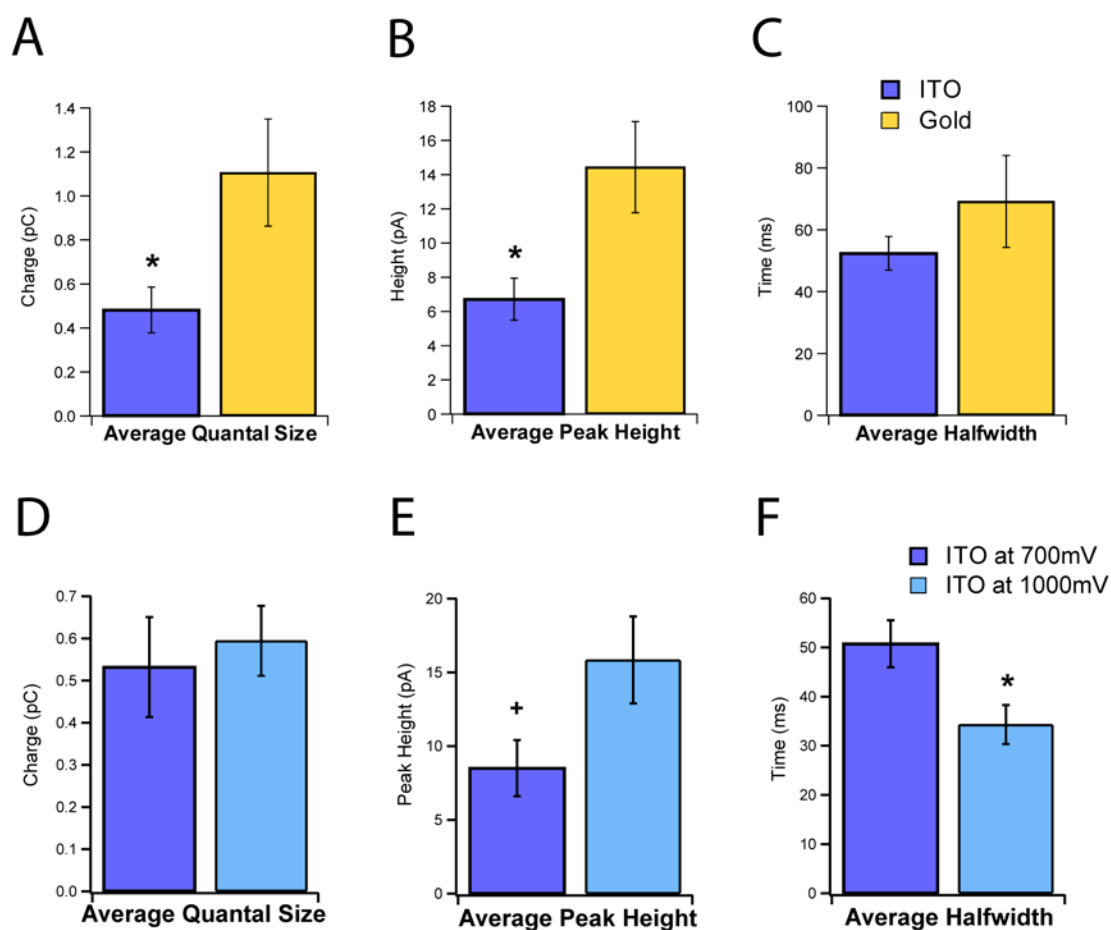 A
B
C
ITO
Gold
Charge (pC)
1.4
1.2
1.0
0.8
0.6
0.4
0.2
0.0
*
Average Quantal Size
Height (pA)
18
16
14
12
10
8
6
4
2
0
*
Average Peak Height
Time (ms)
100
80
60
40
20
0
Average Halfwidth
D
E
F
ITO at 700mV
ITO at 1000mV
Charge (pC)
0.7
0.6
0.5
0.4
0.3
0.2
0.1
0.0
Average Quantal Size
Peak Height (pA)
20
15
10
5
0
+
Average Peak Height
Time (ms)
60
50
40
30
20
10
0
*
Average Halfwidth